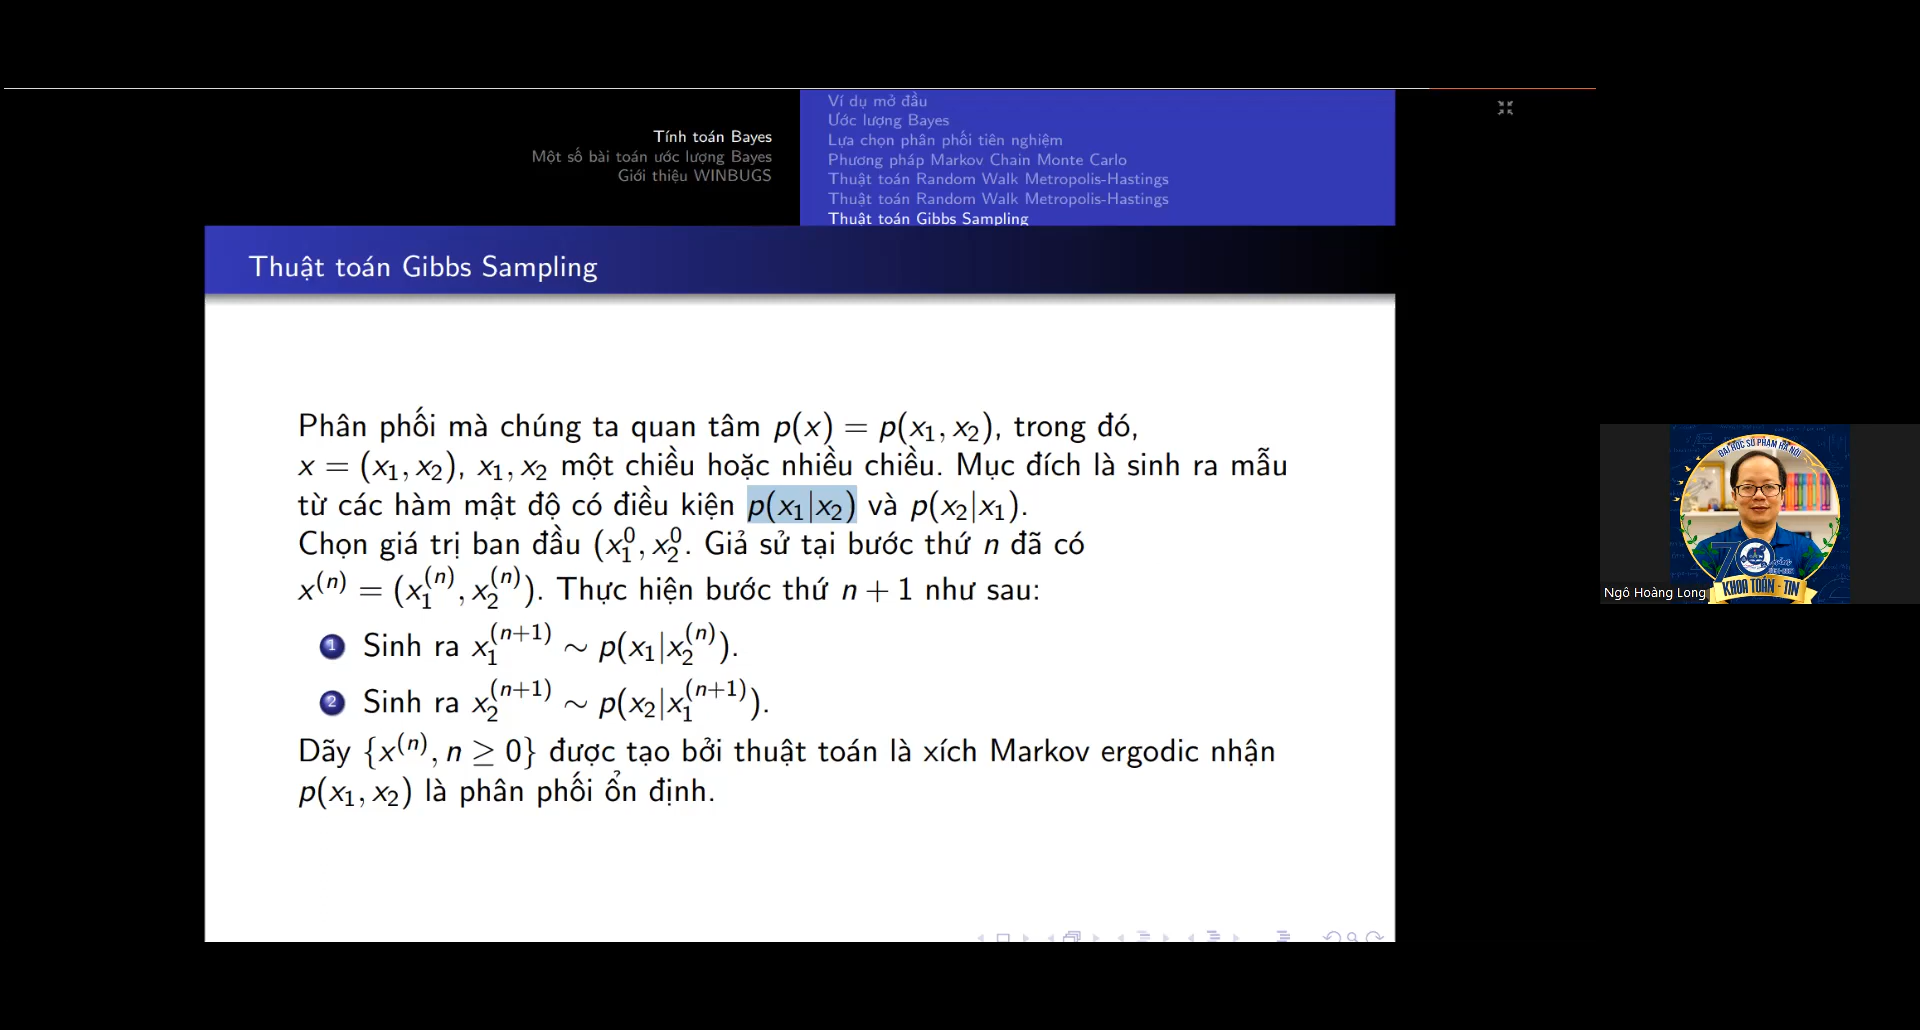 Tính toán Bayes
Một số bài toán ước lượng Bayes
Giới thiệu WINBUGS
Ví dụ mở đầu
Ước lượng Bayes
Lựa chọn phân phối tiên nghiệm
Phương pháp Markov Chain Monte Carlo
Thuật toán Random Walk Metropolis-Hastings
Thuật toán Random Walk Metropolis-Hastings
Thuật toán Gibbs Sampling
Thuật toán Gibbs Sampling
Phân phối mà chúng ta quan tâm p(x) = p(x₁, x₂), trong đó,
x = (x₁, x₂), x₁, x₂ một chiều hoặc nhiều chiều. Mục đích là sinh ra mẫu
từ các hàm mật độ có điều kiện p(x₁|x₂) và p(x₂|x₁).
Chọn giá trị ban đầu (x₁⁰, x₂⁰. Giả sử tại bước thứ n đã có
x⁽ⁿ⁾ = (x₁⁽ⁿ⁾, x₂⁽ⁿ⁾). Thực hiện bước thứ n + 1 như sau:
1 Sinh ra x₁⁽ⁿ⁺¹⁾ ∼ p(x₁|x₂⁽ⁿ⁾).
2 Sinh ra x₂⁽ⁿ⁺¹⁾ ∼ p(x₂|x₁⁽ⁿ⁺¹⁾).
Dãy {x⁽ⁿ⁾, n ≥ 0} được tạo bởi thuật toán là xích Markov ergodic nhận
p(x₁, x₂) là phân phối ổn định.
ĐẠI HỌC SƯ PHẠM HÀ NỘI
70
KHOA TOÁN - TIN
Ngô Hoàng Long